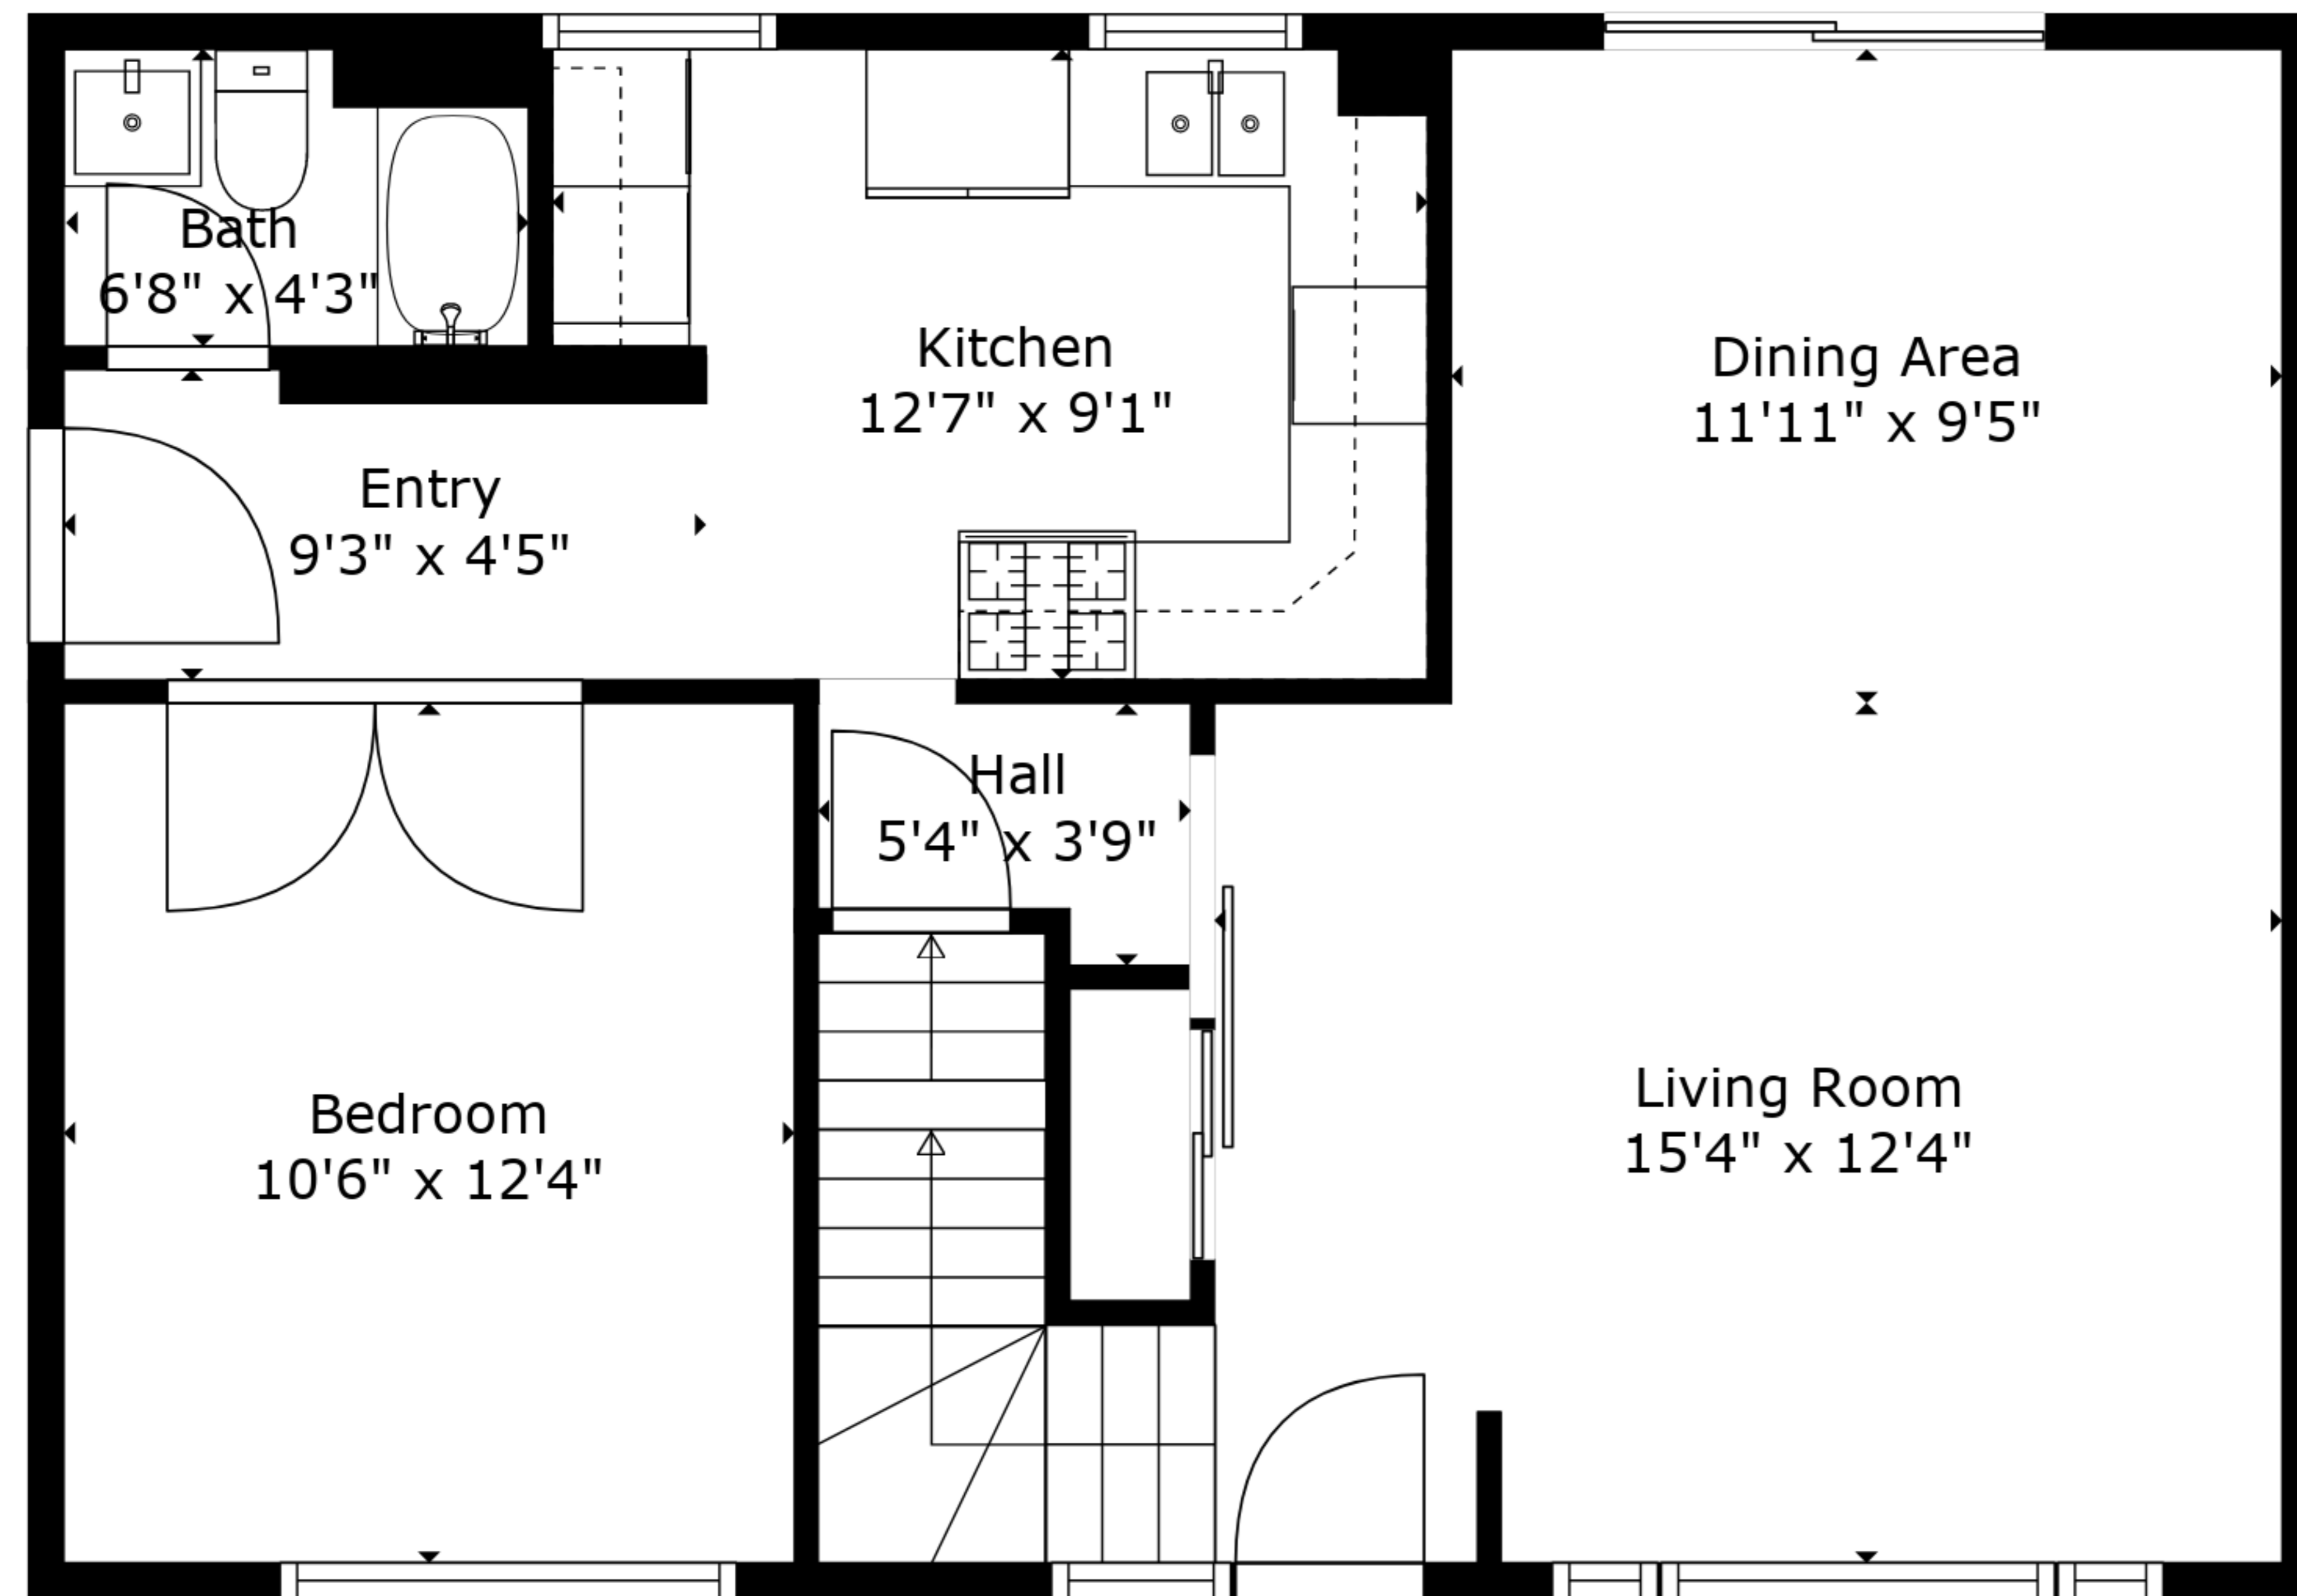 Bath
6'8" x 4'3"
Kitchen
12'7" x 9'1"
Dining Area
11'11" x 9'5"
Entry
9'3" x 4'5"
Hall
5'4" x 3'9"
Bedroom
10'6" x 12'4"
Living Room
15'4" x 12'4"